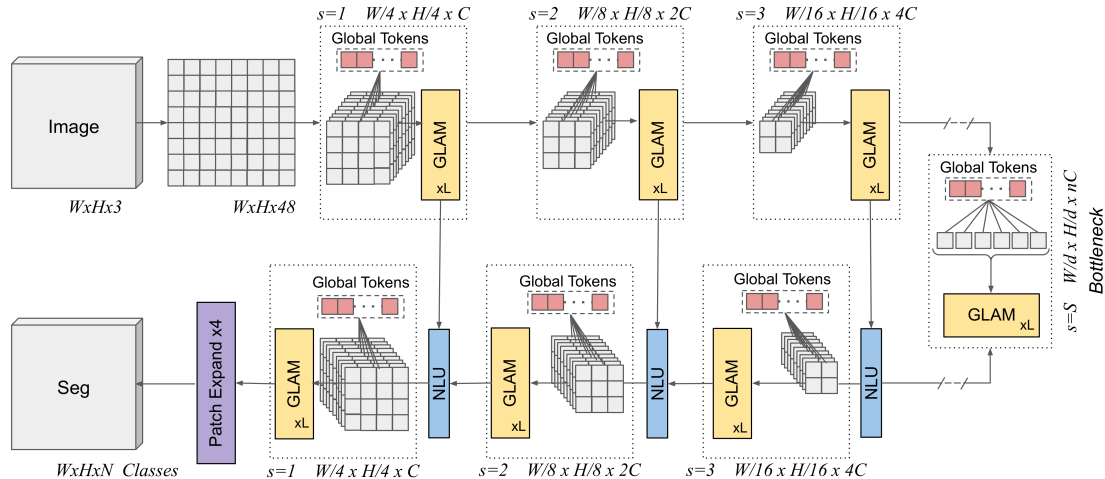 s=1 W/4 x H/4 x C
s=2 W/8 x H/8 x 2C
s=3 W/16 x H/16 x 4C
Global Tokens
Global Tokens
Global Tokens
Image
GLAM
xL
GLAM
xL
GLAM
xL
WxHx3
WxHx48
Global Tokens
GLAM
xL
s=S W/d x H/d x nC
Bottleneck
Global Tokens
Global Tokens
Global Tokens
Seg
Patch Expand x4
GLAM
xL
NLU
GLAM
xL
NLU
GLAM
xL
NLU
WxHxN Classes
s=1 W/4 x H/4 x C
s=2 W/8 x H/8 x 2C
s=3 W/16 x H/16 x 4C